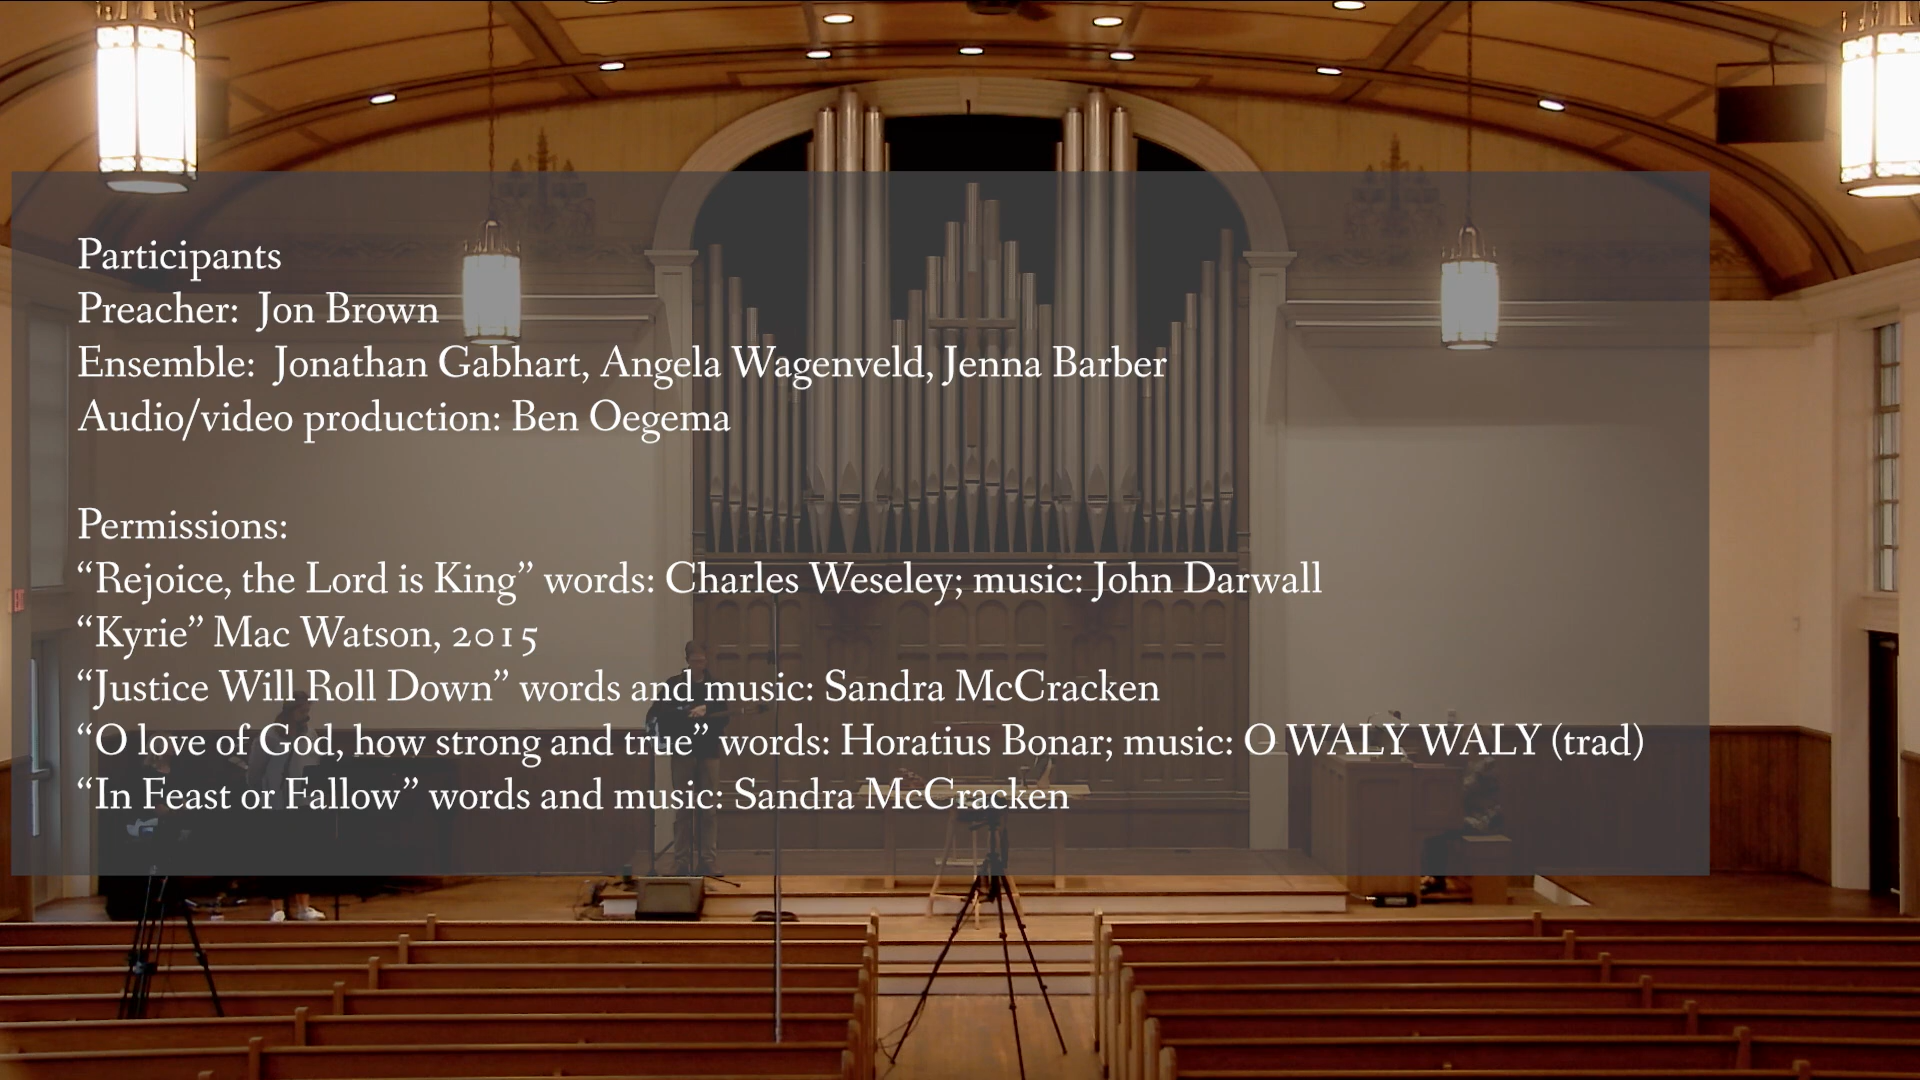 Participants
Preacher:  Jon Brown
Ensemble:  Jonathan Gabhart, Angela Wagenveld, Jenna Barber
Audio/video production: Ben Oegema
Permissions:
“Rejoice, the Lord is King” words: Charles Weseley; music: John Darwall
“Kyrie” Mac Watson, 2015
“Justice Will Roll Down” words and music: Sandra McCracken
“O love of God, how strong and true” words: Horatius Bonar; music: O WALY WALY (trad)
“In Feast or Fallow” words and music: Sandra McCracken
EXIT